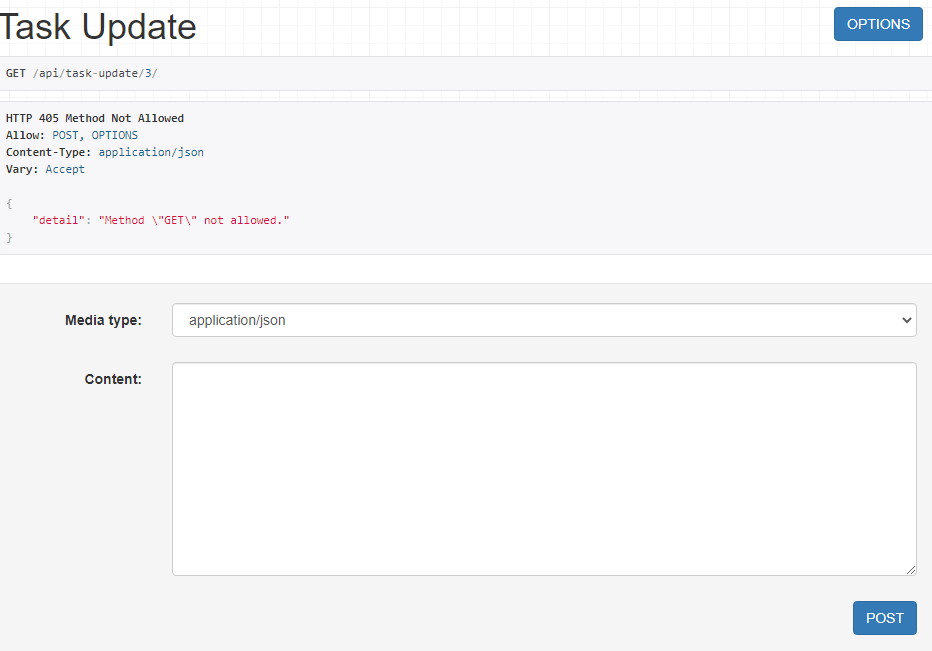 Task Update
OPTIONS
GET /api/task-update/3/
HTTP 405 Method Not Allowed
Allow: POST, OPTIONS
Content-Type: application/json
Vary: Accept
{
    "detail": "Method \"GET\" not allowed."
}
Media type:
application/json
Content:
POST